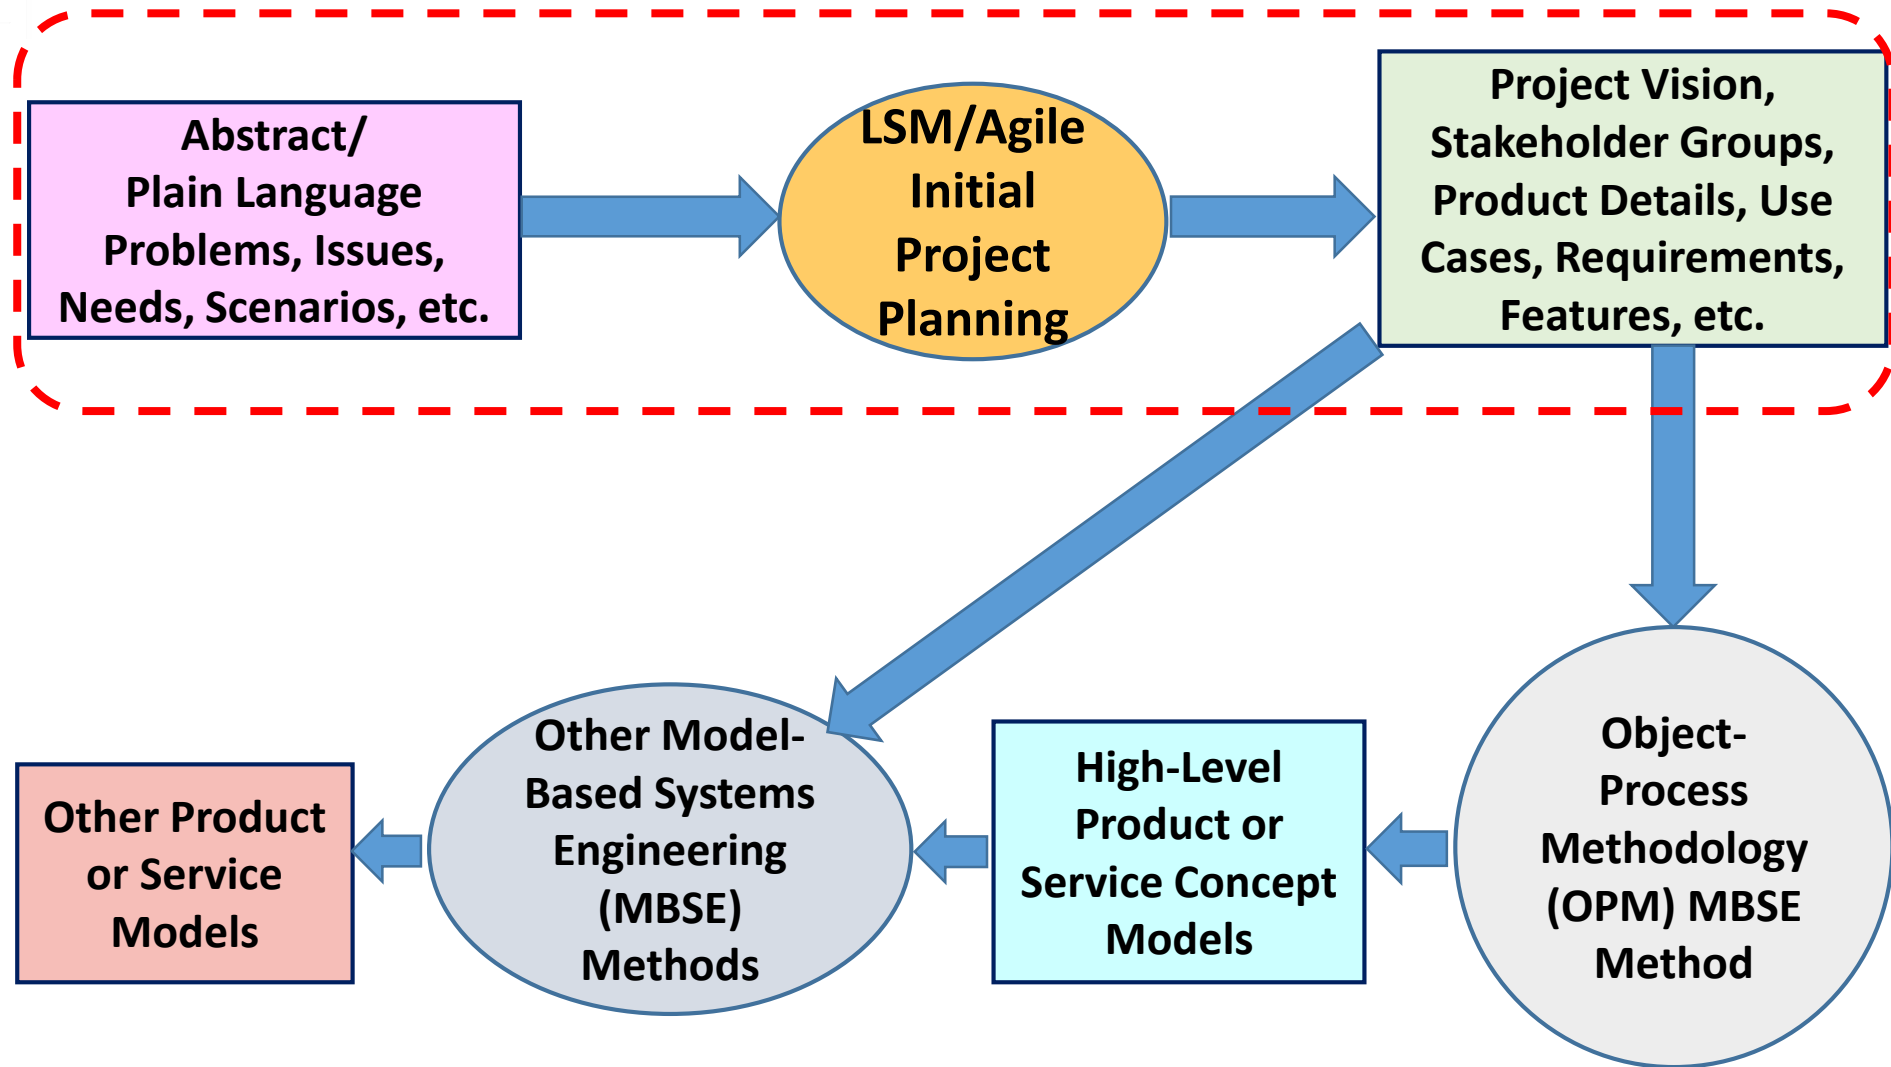 Abstract/
Plain Language
Problems, Issues,
Needs, Scenarios, etc.
LSM/Agile
Initial
Project
Planning
Project Vision,
Stakeholder Groups,
Product Details, Use
Cases, Requirements,
Features, etc.
Other Product
or Service
Models
Other Model-
Based Systems
Engineering
(MBSE)
Methods
High-Level
Product or
Service Concept
Models
Object-
Process
Methodology
(OPM) MBSE
Method